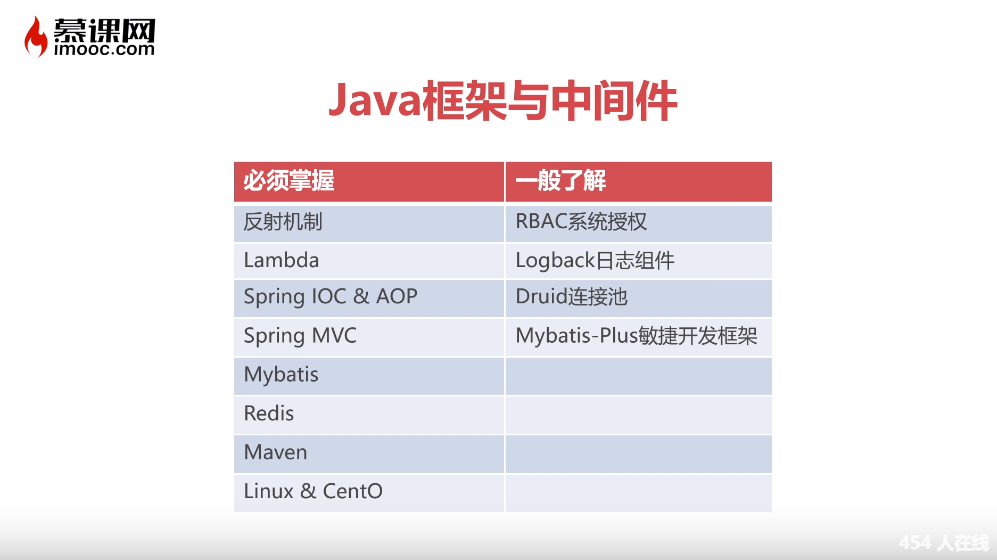 慕课网
imooc.com
Java框架与中间件
必须掌握 一般了解
反射机制 RBAC系统授权
Lambda Logback日志组件
Spring IOC & AOP Druid连接池
Spring MVC Mybatis-Plus敏捷开发框架
Mybatis
Redis
Maven
Linux & CentO
454 人在线